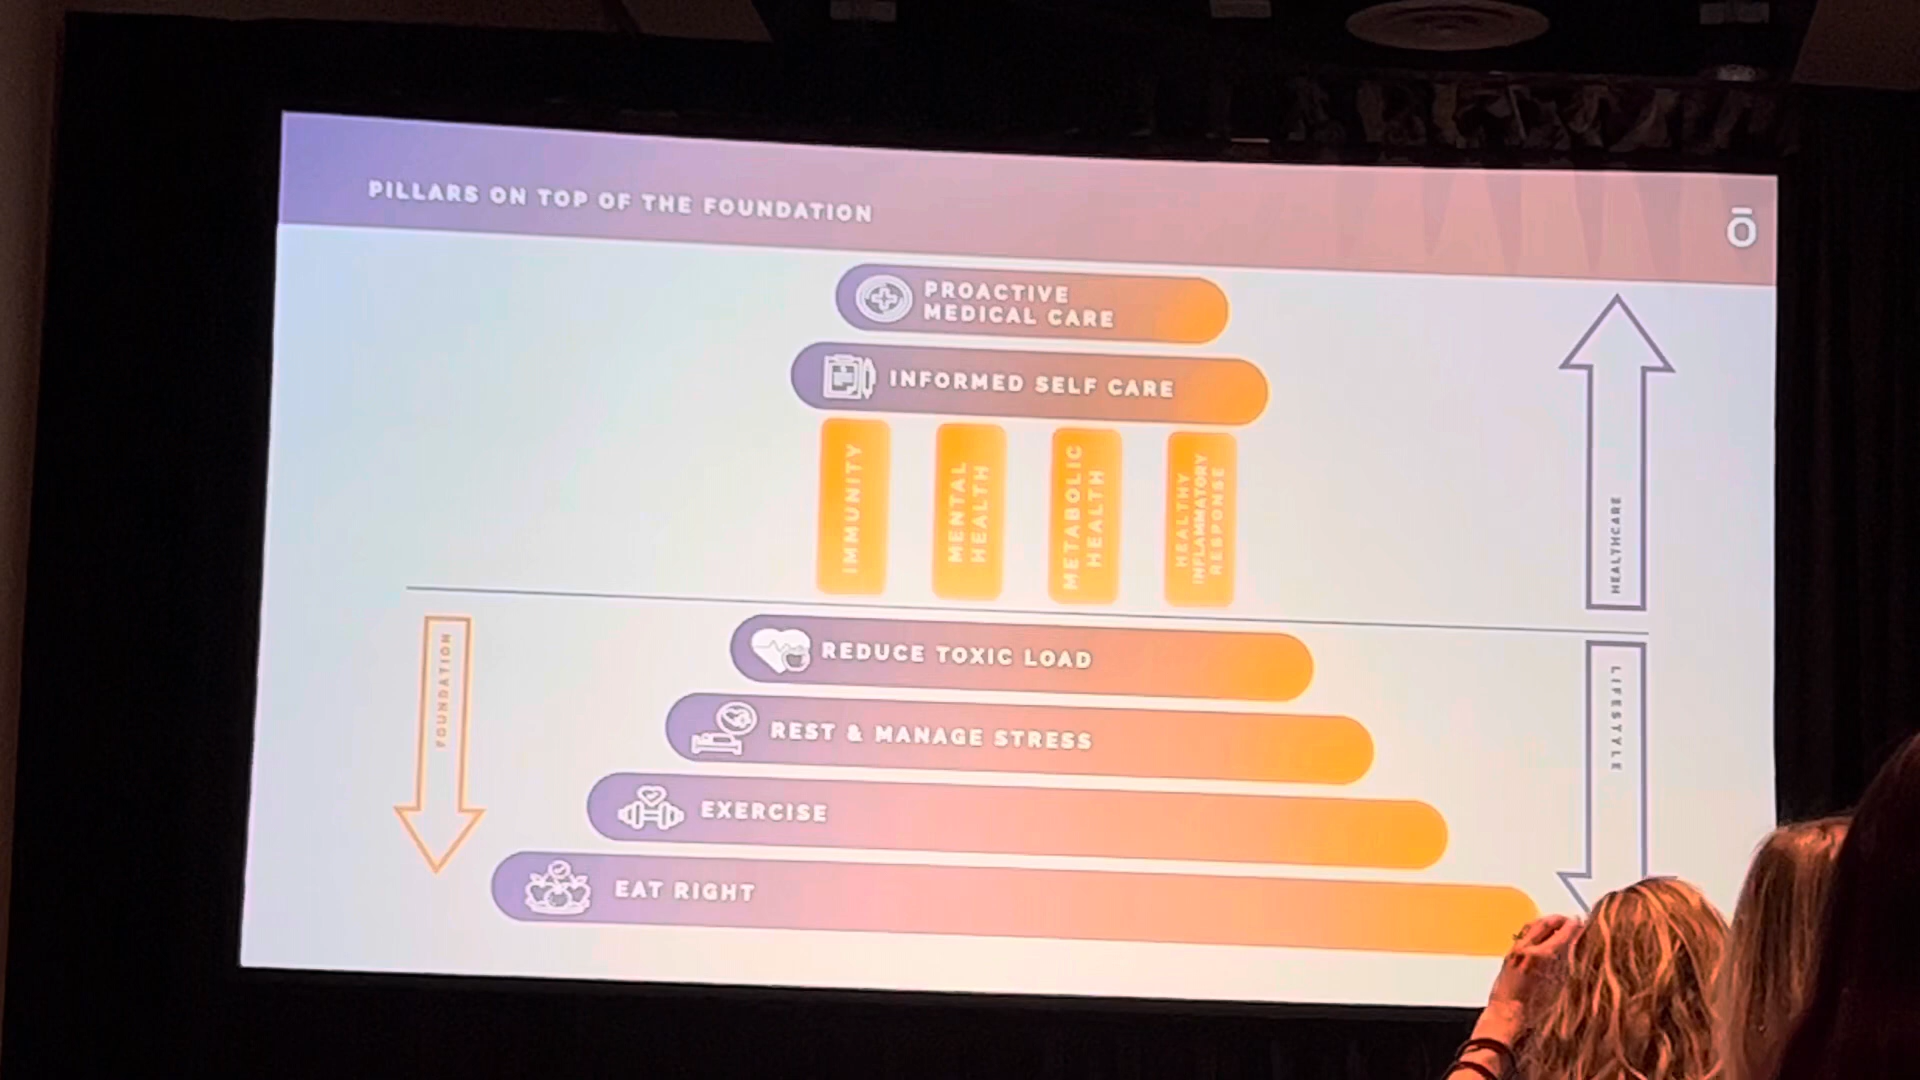 PILLARS ON TOP OF THE FOUNDATION
ō
PROACTIVE
MEDICAL CARE
INFORMED SELF CARE
IMMUNITY
MENTAL
HEALTH
METABOLIC
HEALTH
HEALTHY
INFLAMMATORY
RESPONSE
HEALTHCARE
FOUNDATION
LIFESTYLE
REDUCE TOXIC LOAD
REST & MANAGE STRESS
EXERCISE
EAT RIGHT